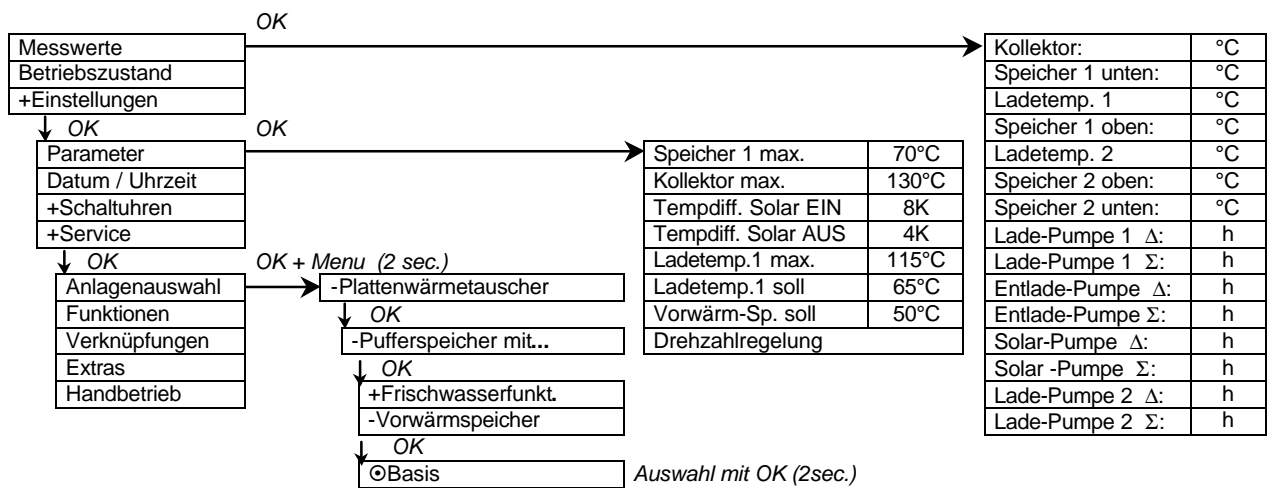 OK
Messwerte
Betriebszustand
+Einstellungen
OK
OK
Parameter
Datum / Uhrzeit
+Schaltuhren
+Service
OK
OK + Menu (2 sec.)
Anlagenauswahl
Funktionen
Verknüpfungen
Extras
Handbetrieb
-Plattenwärmetauscher
OK
-Pufferspeicher mit...
OK
+Frischwasserfunkt.
-Vorwärmspeicher
OK
⊙Basis
Auswahl mit OK (2sec.)
Speicher 1 max. 70°C
Kollektor max. 130°C
Tempdiff. Solar EIN 8K
Tempdiff. Solar AUS 4K
Ladetemp.1 max. 115°C
Ladetemp.1 soll 65°C
Vorwärm-Sp. soll 50°C
Drehzahlregelung
Kollektor: °C
Speicher 1 unten: °C
Ladetemp. 1 °C
Speicher 1 oben: °C
Ladetemp. 2 °C
Speicher 2 oben: °C
Speicher 2 unten: °C
Lade-Pumpe 1 Δ: h
Lade-Pumpe 1 Σ: h
Entlade-Pumpe Δ: h
Entlade-Pumpe Σ: h
Solar-Pumpe Δ: h
Solar -Pumpe Σ: h
Lade-Pumpe 2 Δ: h
Lade-Pumpe 2 Σ: h